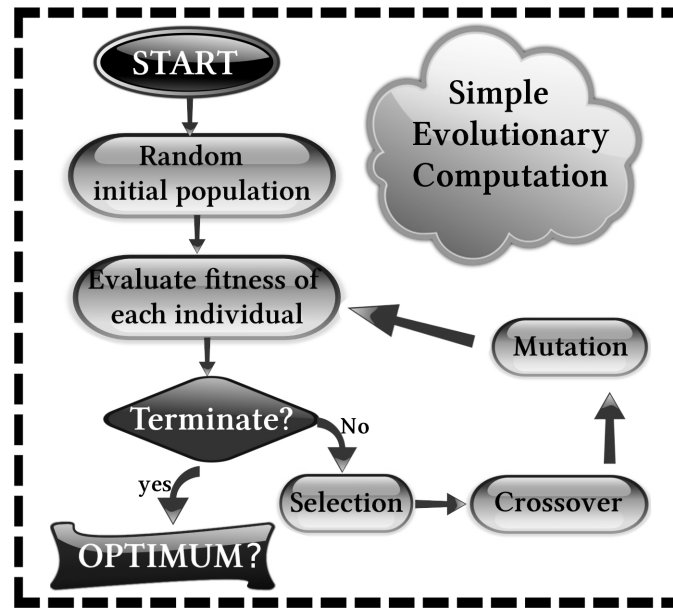 START
Simple
Evolutionary
Computation
Random
initial population
Evaluate fitness of
each individual
Mutation
Terminate?
No
yes
Selection
Crossover
OPTIMUM?